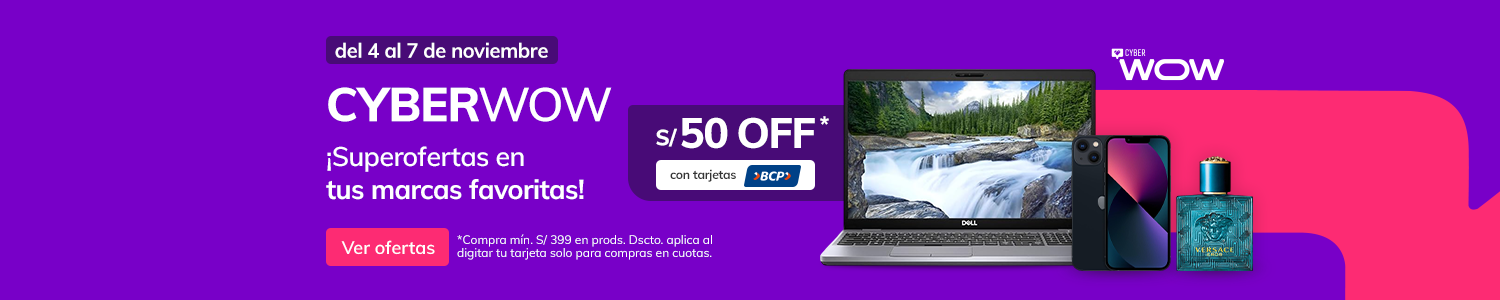 del 4 al 7 de noviembre
CYBERWOW
¡Superofertas en
tus marcas favoritas!
Ver ofertas
*Compra mín. S/ 399 en prods. Dscto. aplica al
digitar tu tarjeta solo para compras en cuotas.
S/ 50 OFF*
con tarjetas BCP
DELL
CYBER
WOW
VERSACE
EROS